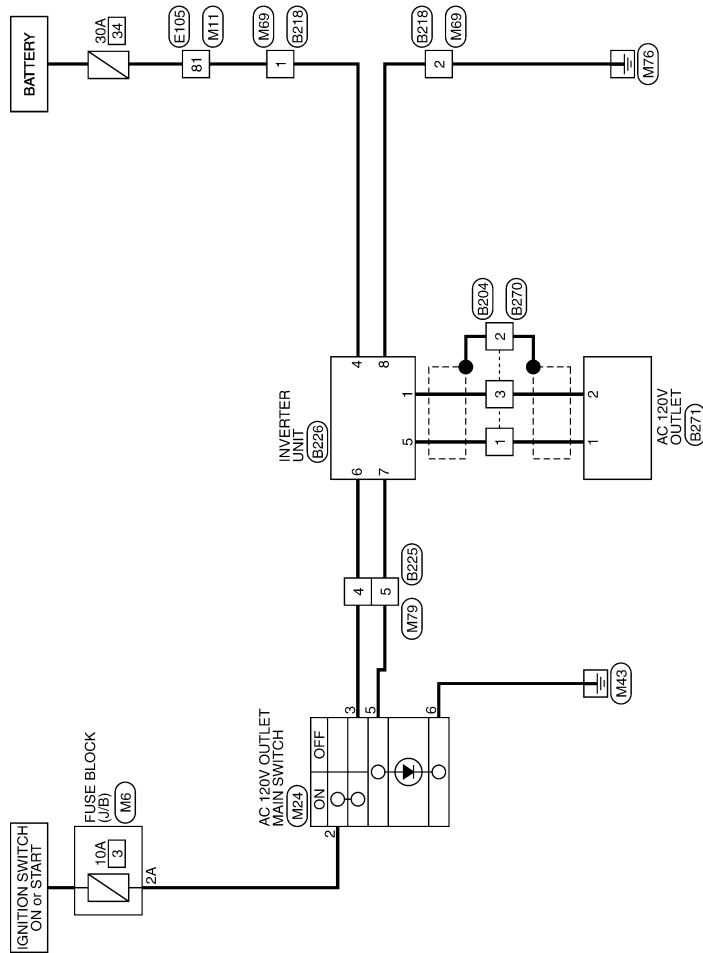 IGNITION SWITCH
ON or START
FUSE BLOCK
(J/B)
M6
10A
3
2A
AC 120V OUTLET
MAIN SWITCH
M24
ON
OFF
2
3
5
6
M43
4
5
M79
B225
INVERTER
UNIT
B226
6
7
5
1
4
8
1
3
2
B204
B270
1
2
AC 120V
OUTLET
B271
BATTERY
30A
34
81
E105
M11
1
M69
B218
2
B218
M69
M76